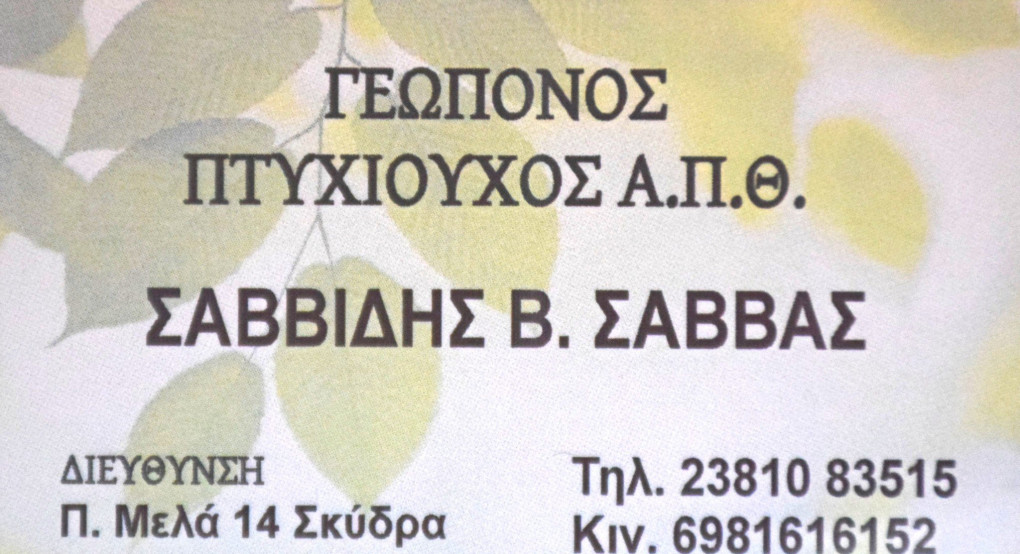 ΓΕΩΠΟΝΟΣ
ΠΤΥΧΙΟΥΧΟΣ Α.Π.Θ.
ΣΑΒΒΙΔΗΣ Β. ΣΑΒΒΑΣ
ΔΙΕΥΘΥΝΣΗ
Π. Μελά 14 Σκύδρα
Τηλ. 23810 83515
Κιν. 6981616152